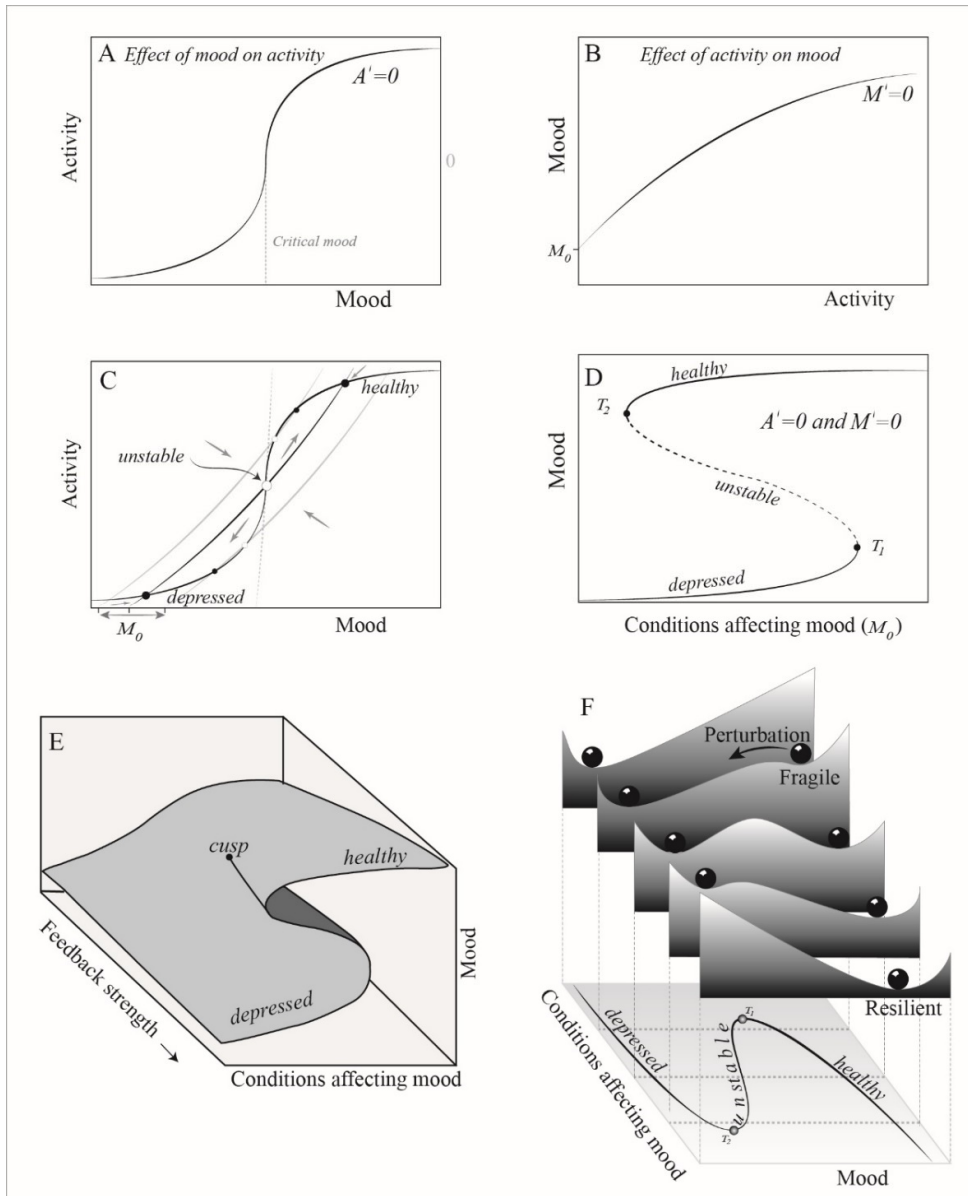 A
Effect of mood on activity
A'=0
Activity
0
Critical mood
Mood
B
Effect of activity on mood
M'=0
Mood
M₀
Activity
C
healthy
unstable
Activity
depressed
M₀
Mood
D
healthy
T₂
A'=0 and M'=0
Mood
unstable
T₁
depressed
Conditions affecting mood (M₀)
E
cusp
healthy
Feedback strength →
Mood
depressed
Conditions affecting mood
F
Perturbation
Fragile
Resilient
Conditions affecting mood
depressed
unstable
T₁
healthy
T₂
Mood